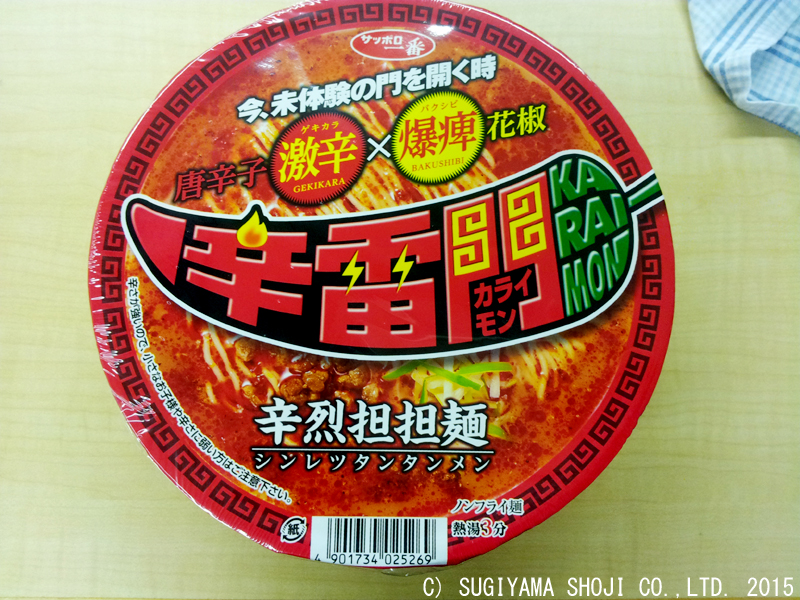 サッポロ一番
今、未体験の門を開く時
唐辛子 激辛 × 爆痺 花椒
ゲキカラ
GEKIKARA
バクシビ
BAKUSHIBI
辛雷門
カライモン
KARAIMON
辛烈担担麺
シンレツタンタンメン
辛さが強いので、小さなお子様や辛さに弱い方はご注意下さい。
紙
ノンフライ麺
熱湯3分
4 901734 025269
C) SUGIYAMA SHOJI CO.,LTD. 2015